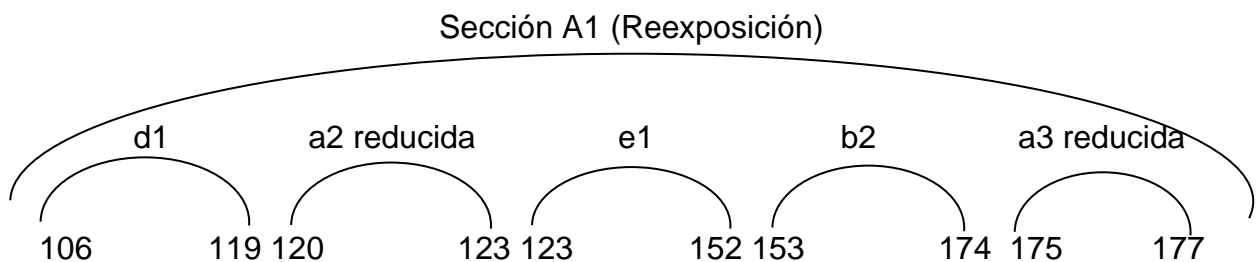 Sección A1 (Reexposición)
d1 a2 reducida e1 b2 a3 reducida
106 119 120 123 123 152 153 174 175 177